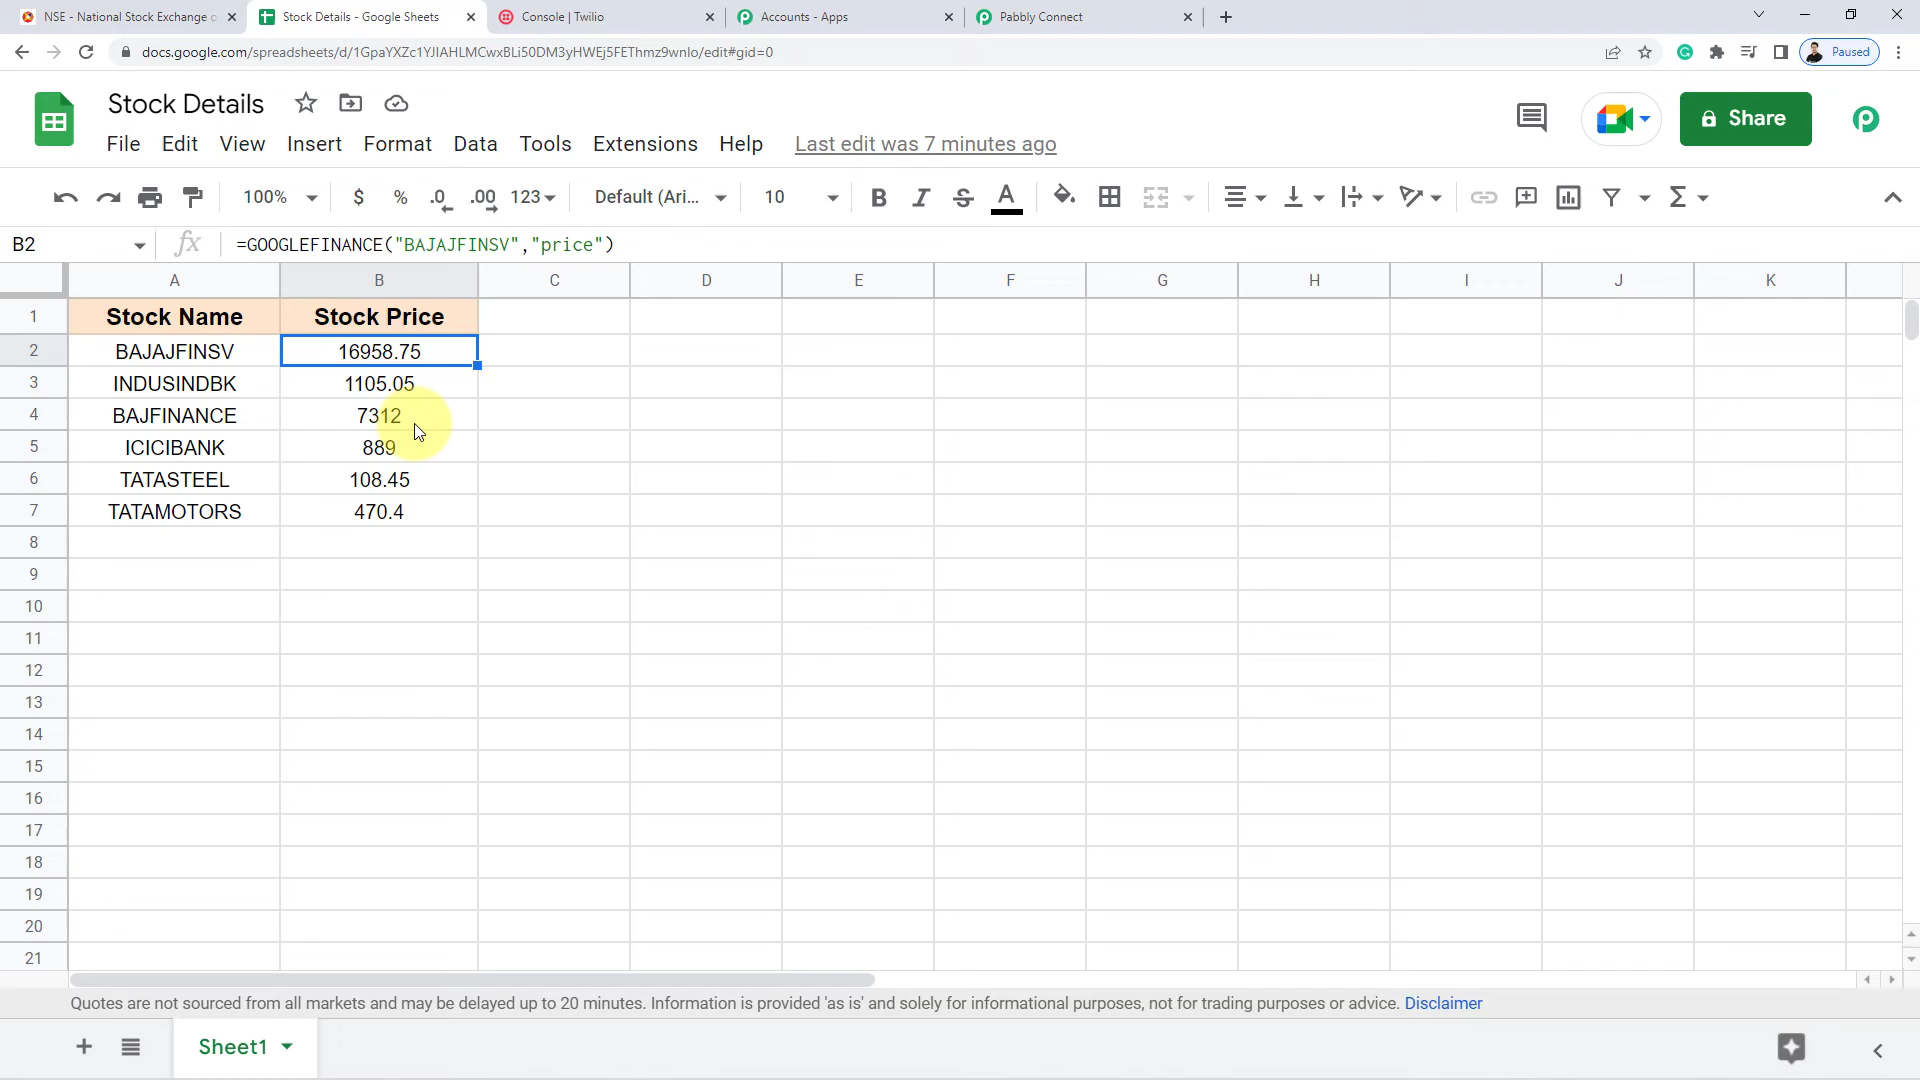 NSE - National Stock Exchange o
Stock Details - Google Sheets
Console | Twilio
Accounts - Apps
Pabbly Connect
docs.google.com/spreadsheets/d/1GpaYXZc1YJIAHLMCwxBLi50DM3yHWEj5FEThmz9wnIo/edit#gid=0
Paused
Stock Details
Share
File Edit View Insert Format Data Tools Extensions Help Last edit was 7 minutes ago
100% $ % .0 .00 123 Default (Ari... 10 B I S A Σ
B2 fx =GOOGLEFINANCE("BAJAJFINSV","price")
A B C D E F G H I J K
1 Stock Name Stock Price
2 BAJAJFINSV 16958.75
3 INDUSINDBK 1105.05
4 BAJFINANCE 7312
5 ICICIBANK 889
6 TATASTEEL 108.45
7 TATAMOTORS 470.4
8
9
10
11
12
13
14
15
16
17
18
19
20
21
Quotes are not sourced from all markets and may be delayed up to 20 minutes. Information is provided 'as is' and solely for informational purposes, not for trading purposes or advice. Disclaimer
Sheet1